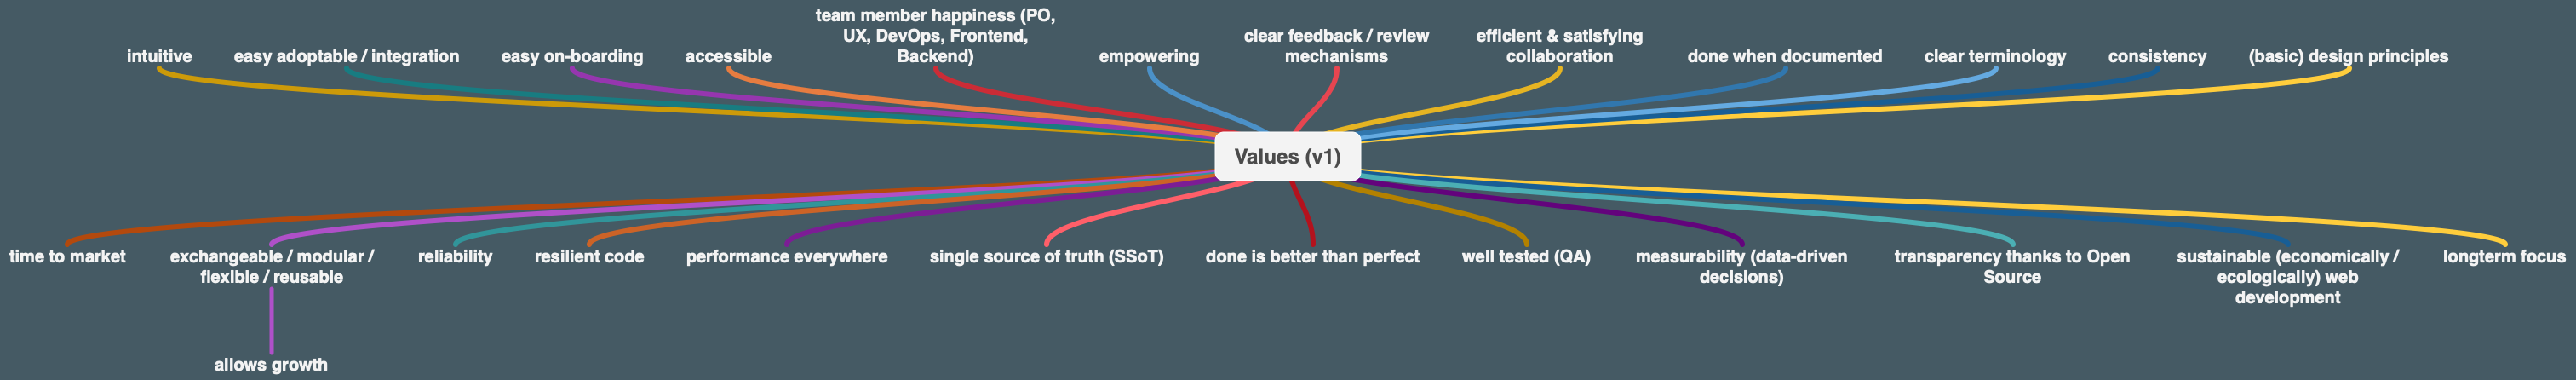 team member happiness (PO,
UX, DevOps, Frontend,
Backend)
clear feedback / review
mechanisms
efficient & satisfying
collaboration
intuitive
easy adoptable / integration
easy on-boarding
accessible
empowering
done when documented
clear terminology
consistency
(basic) design principles
Values (v1)
time to market
exchangeable / modular /
flexible / reusable
reliability
resilient code
performance everywhere
single source of truth (SSoT)
done is better than perfect
well tested (QA)
measurability (data-driven
decisions)
transparency thanks to Open
Source
sustainable (economically /
ecologically) web
development
longterm focus
allows growth